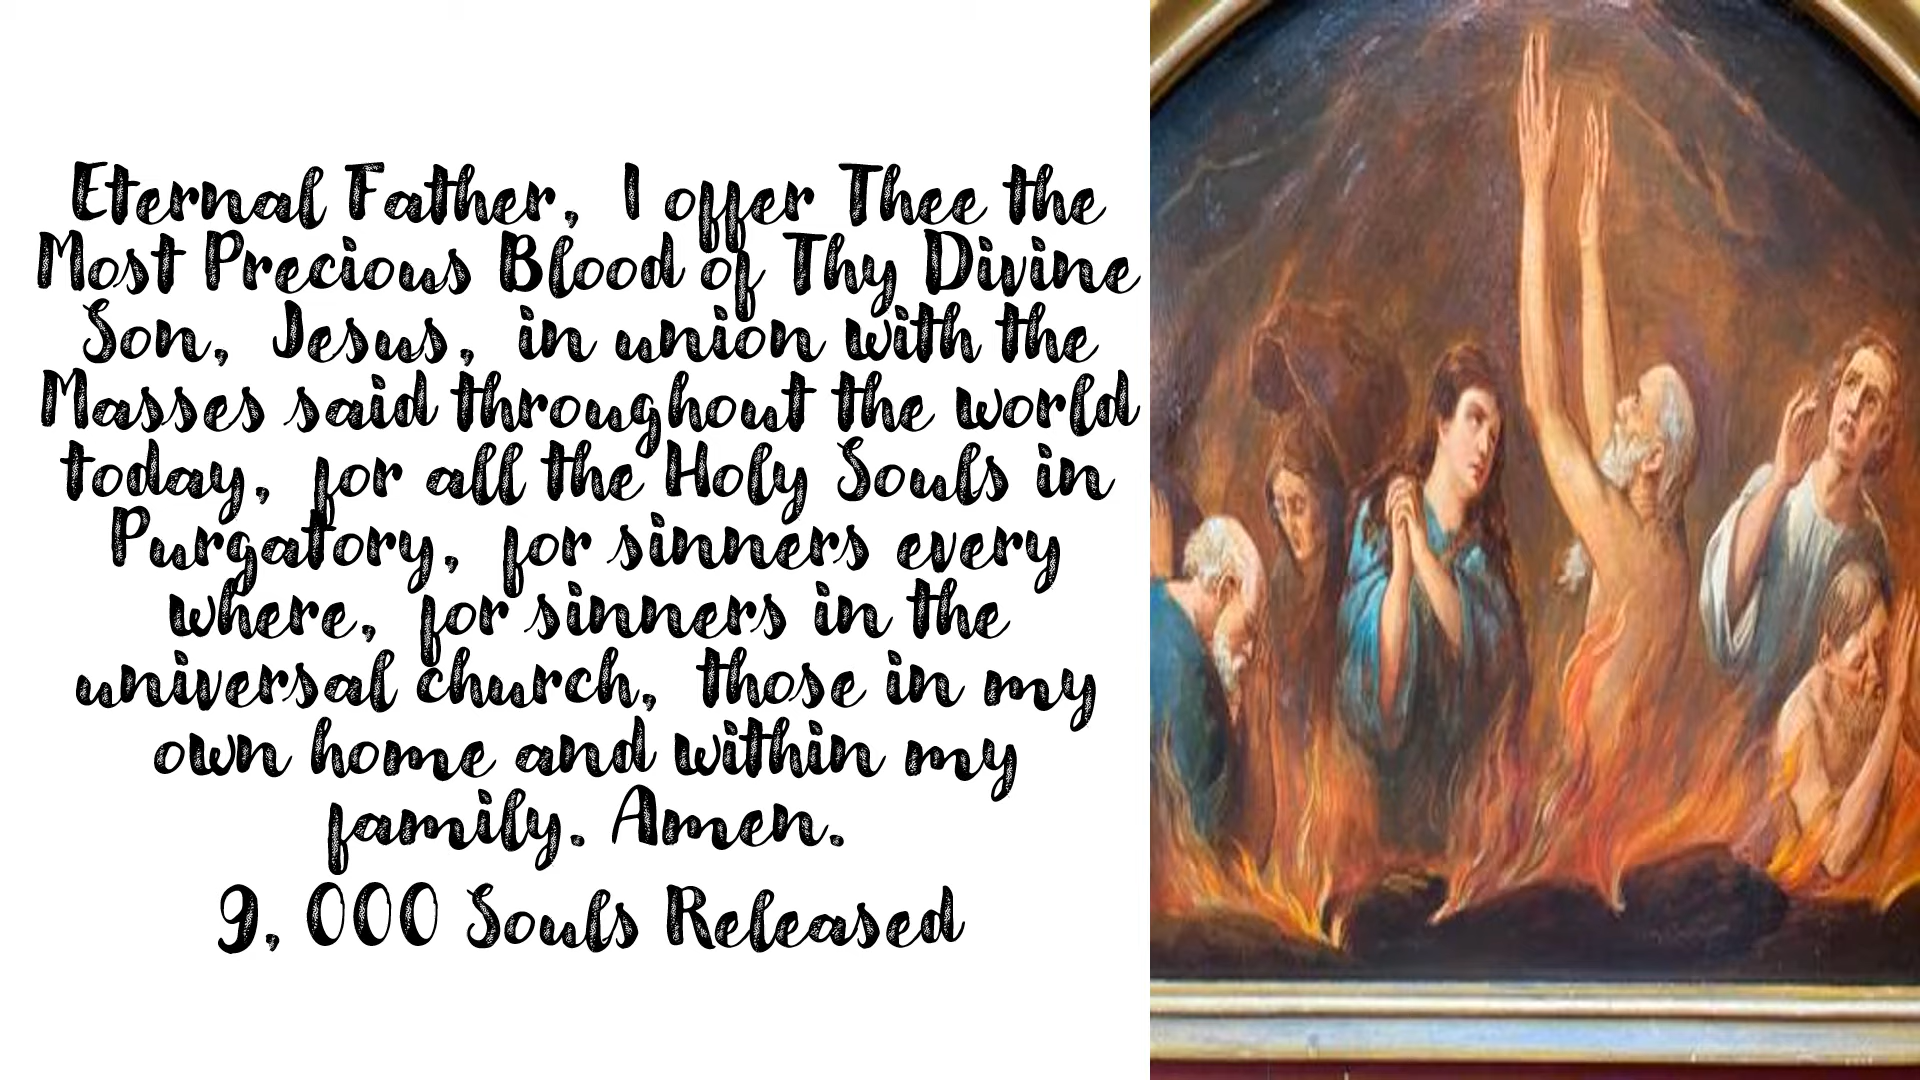 Eternal Father, I offer Thee the
Most Precious Blood of Thy Divine
Son, Jesus, in union with the
Masses said throughout the world
today, for all the Holy Souls in
Purgatory, for sinners every
where, for sinners in the
universal church, those in my
own home and within my
family. Amen.
9, 000 Souls Released